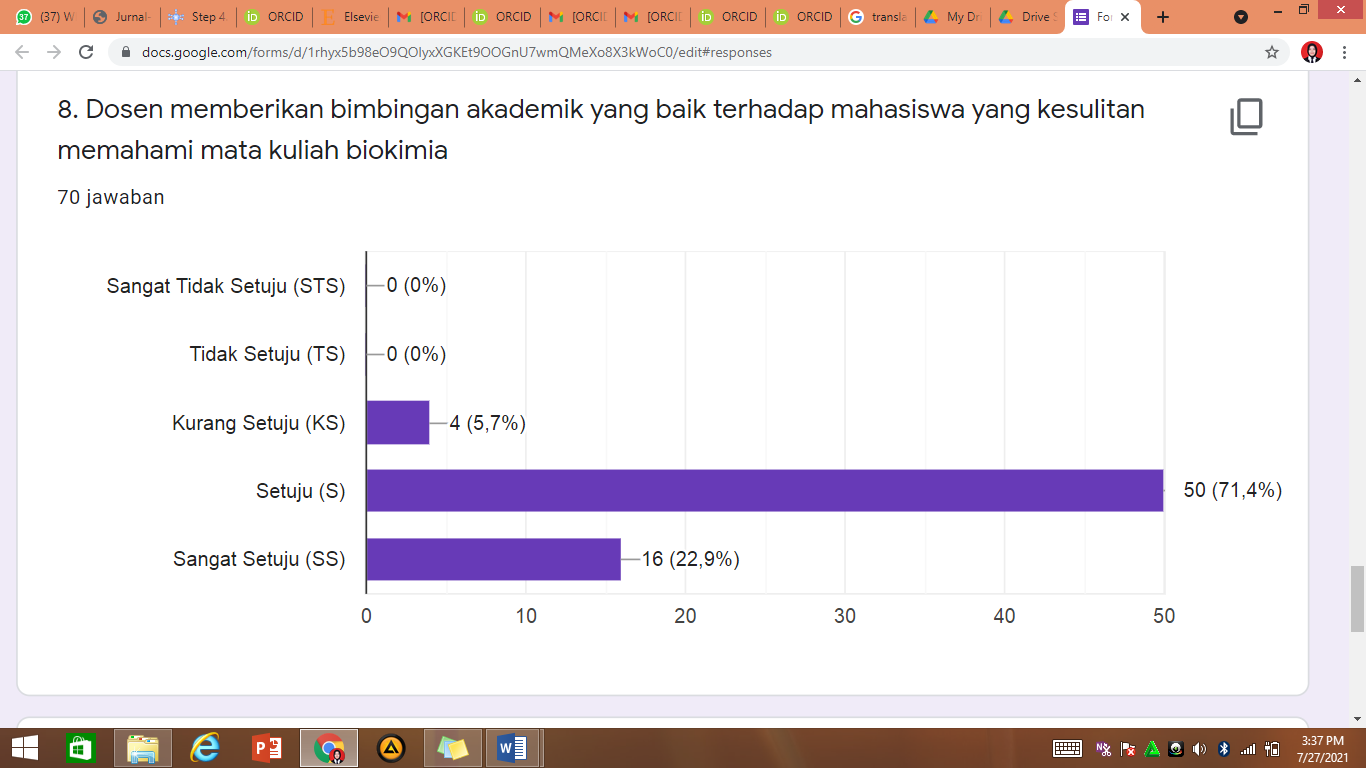 (37) W
Jurnal-
Step 4
ORCID
Elsevie
[ORCID
ORCID
[ORCID
[ORCID
ORCID
ORCID
transla
My Dri
Drive S
Fo
docs.google.com/forms/d/1rhyx5b98eO9QOlyxXGKEt9OOGnU7wmQMeXo8X3kWoC0/edit#responses
8. Dosen memberikan bimbingan akademik yang baik terhadap mahasiswa yang kesulitan
memahami mata kuliah biokimia
70 jawaban
Sangat Tidak Setuju (STS) 0 (0%)
Tidak Setuju (TS) 0 (0%)
Kurang Setuju (KS) 4 (5,7%)
Setuju (S) 50 (71,4%)
Sangat Setuju (SS) 16 (22,9%)
0 10 20 30 40 50
3:37 PM
7/27/2021